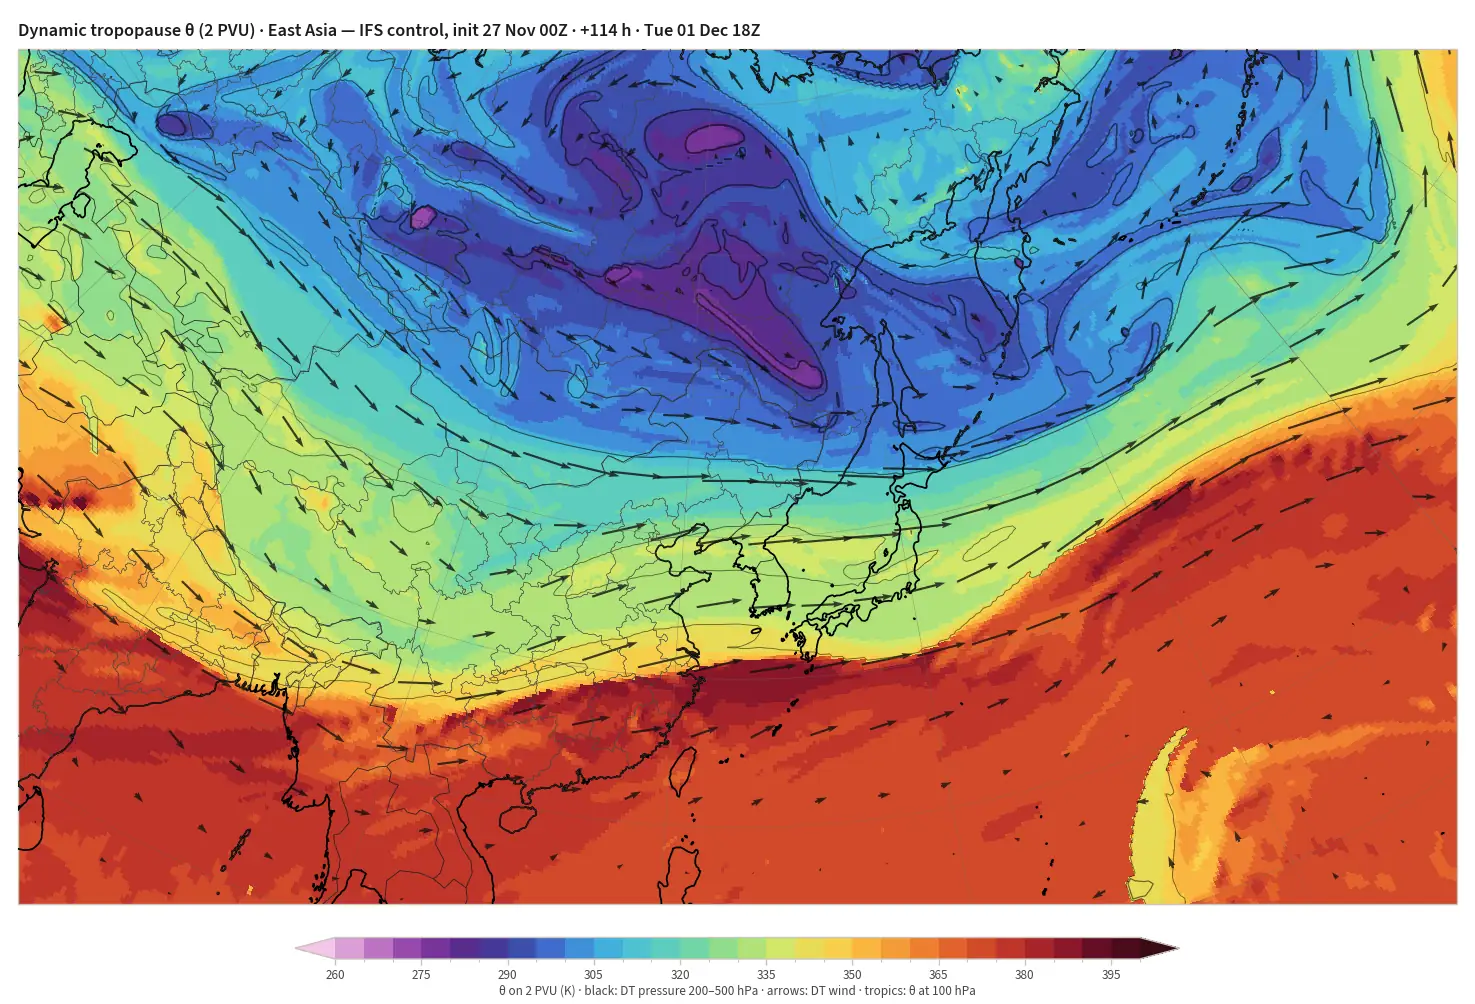 Dynamic tropopause θ (2 PVU) · East Asia — IFS control, init 27 Nov 00Z · +114 h · Tue 01 Dec 18Z
260 275 290 305 320 335 350 365 380 395
θ on 2 PVU (K) · black: DT pressure 200–500 hPa · arrows: DT wind · tropics: θ at 100 hPa